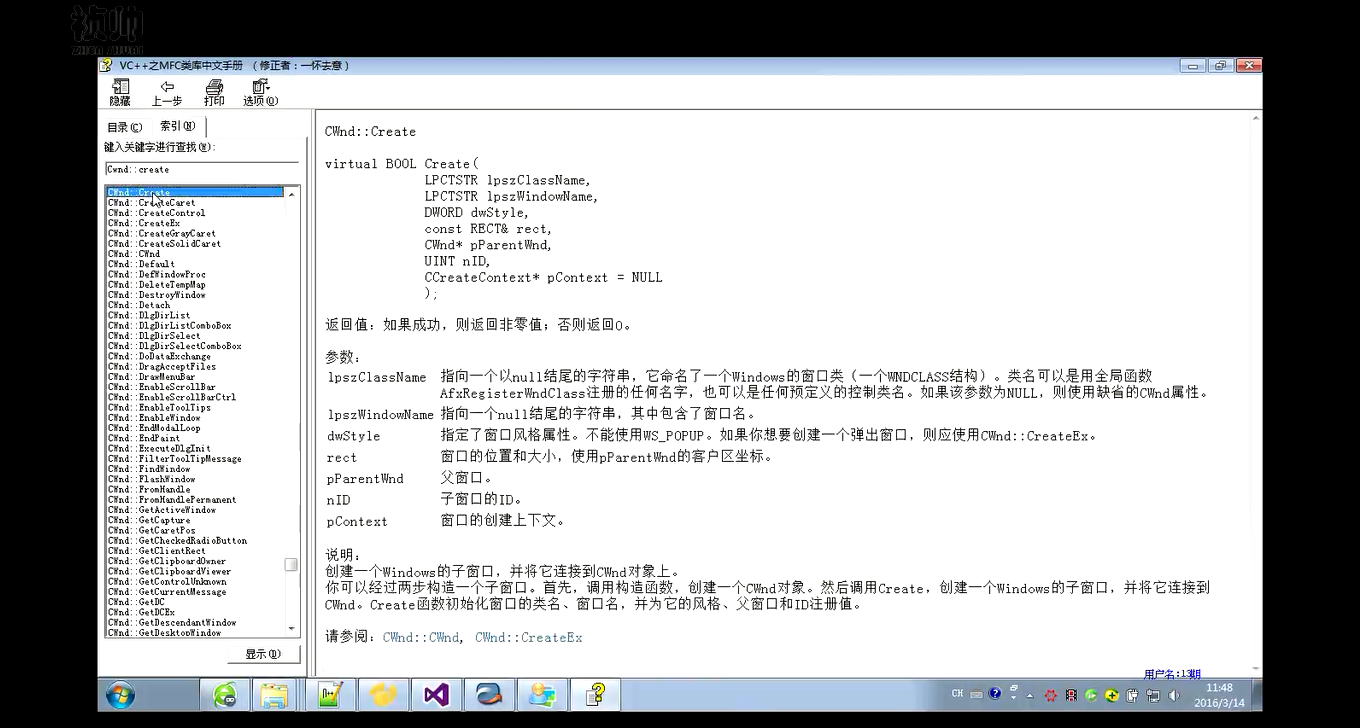 祯帅
ZHEN SHUAI
VC++之MFC类库中文手册 （修正者：一怀去意）
隐藏 上一步 打印 选项(O)
目录(C) 索引(N)
键入关键字进行查找(W):
Cwnd::create
CWnd::Create
CWnd::CreateCaret
CWnd::CreateControl
CWnd::CreateEx
CWnd::CreateGrayCaret
CWnd::CreateSolidCaret
CWnd::CWnd
CWnd::Default
CWnd::DefWindowProc
CWnd::DeleteTempMap
CWnd::DestroyWindow
CWnd::Detach
CWnd::DlgDirList
CWnd::DlgDirListComboBox
CWnd::DlgDirSelect
CWnd::DlgDirSelectComboBox
CWnd::DoDataExchange
CWnd::DragAcceptFiles
CWnd::DrawMenuBar
CWnd::EnableScrollBar
CWnd::EnableScrollBarCtrl
CWnd::EnableToolTips
CWnd::EnableWindow
CWnd::EndModalLoop
CWnd::EndPaint
CWnd::ExecuteDlgInit
CWnd::FilterToolTipMessage
CWnd::FindWindow
CWnd::FlashWindow
CWnd::FromHandle
CWnd::FromHandlePermanent
CWnd::GetActiveWindow
CWnd::GetCapture
CWnd::GetCaretPos
CWnd::GetCheckedRadioButton
CWnd::GetClientRect
CWnd::GetClipboardOwner
CWnd::GetClipboardViewer
CWnd::GetControlUnknown
CWnd::GetCurrentMessage
CWnd::GetDC
CWnd::GetDCEx
CWnd::GetDescendantWindow
CWnd::GetDesktopWindow
显示(D)
CWnd::Create
virtual BOOL Create(
LPCTSTR lpszClassName,
LPCTSTR lpszWindowName,
DWORD dwStyle,
const RECT& rect,
CWnd* pParentWnd,
UINT nID,
CCreateContext* pContext = NULL
);
返回值：如果成功，则返回非零值；否则返回0。
参数：
lpszClassName 指向一个以null结尾的字符串，它命名了一个Windows的窗口类（一个WNDCLASS结构）。类名可以是用全局函数
AfxRegisterWndClass注册的任何名字，也可以是任何预定义的控制类名。如果该参数为NULL，则使用缺省的CWnd属性。
lpszWindowName 指向一个null结尾的字符串，其中包含了窗口名。
dwStyle 指定了窗口风格属性。不能使用WS_POPUP。如果你想要创建一个弹出窗口，则应使用CWnd::CreateEx。
rect 窗口的位置和大小，使用pParentWnd的客户区坐标。
pParentWnd 父窗口。
nID 子窗口的ID。
pContext 窗口的创建上下文。
说明：
创建一个Windows的子窗口，并将它连接到CWnd对象上。
你可以经过两步构造一个子窗口。首先，调用构造函数，创建一个CWnd对象。然后调用Create，创建一个Windows的子窗口，并将它连接到
CWnd。Create函数初始化窗口的类名、窗口名，并为它的风格、父窗口和ID注册值。
请参阅：CWnd::CWnd, CWnd::CreateEx
用户名:13期
CH
11:48
2016/3/14